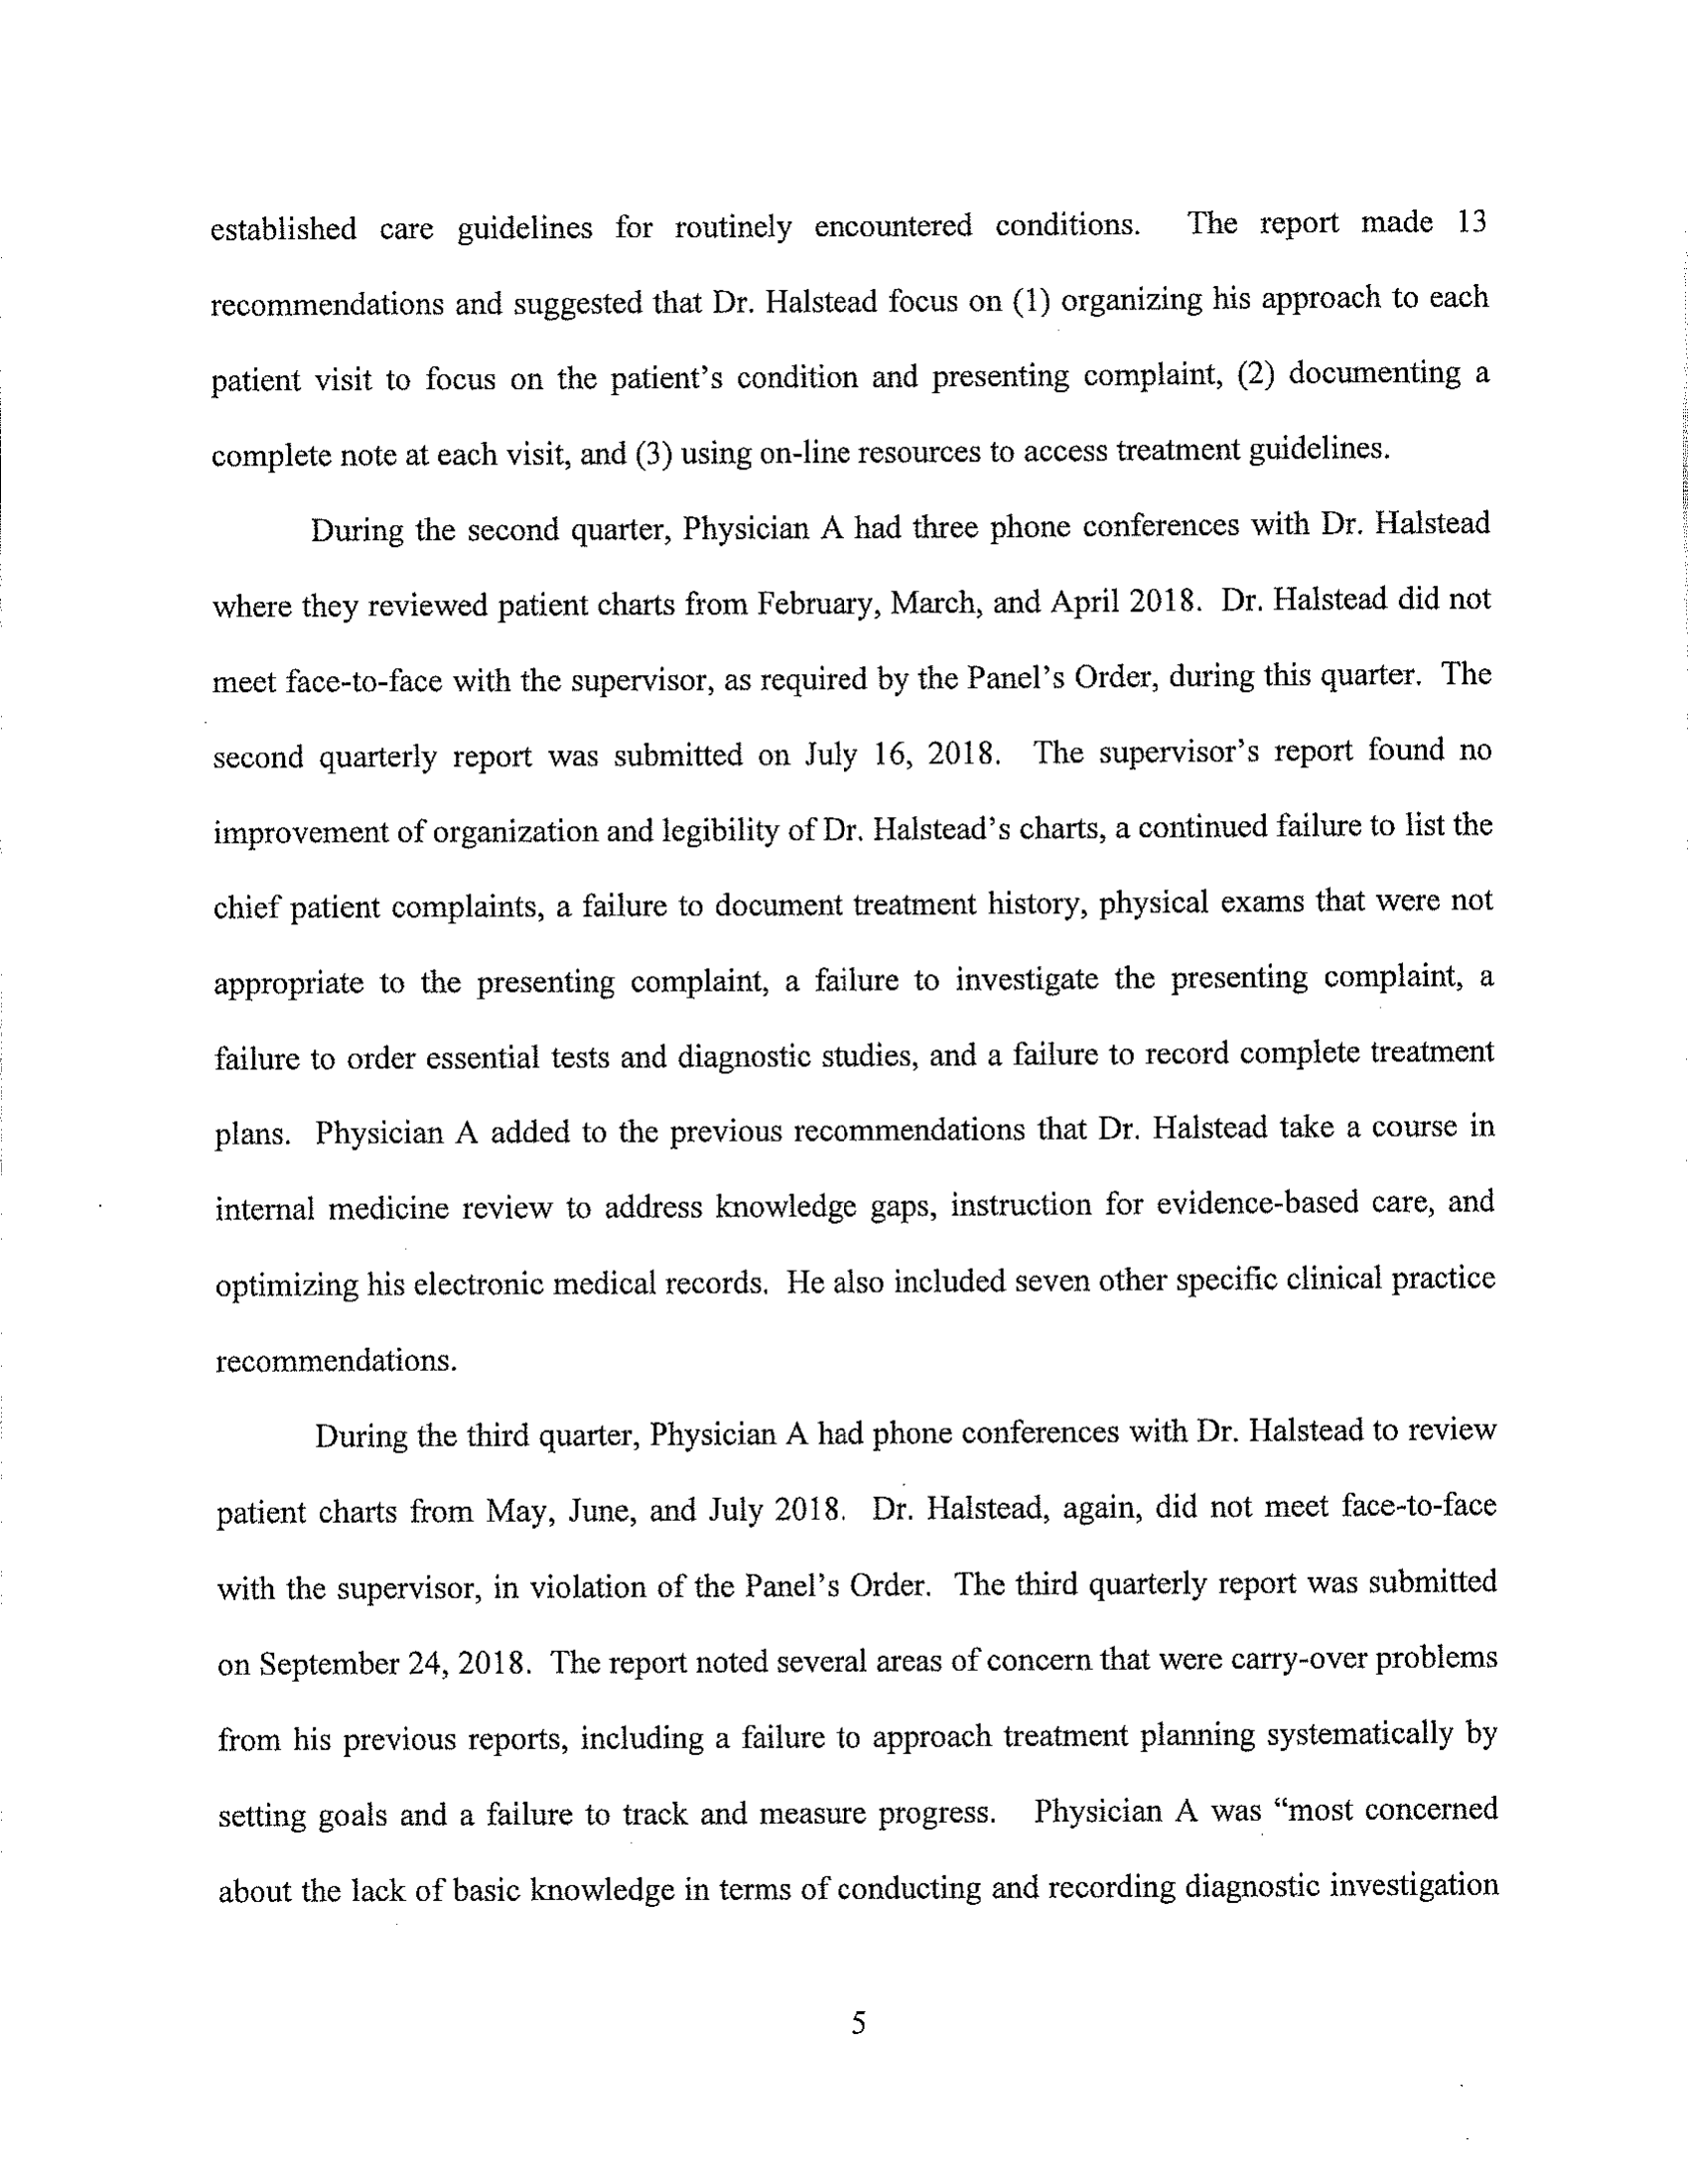 established care guidelines for routinely encountered conditions. The report made 13
recommendations and suggested that Dr. Halstead focus on (1) organizing his approach to each
patient visit to focus on the patient's condition and presenting complaint, (2) documenting a
complete note at each visit, and (3) using on-line resources to access treatment guidelines.
During the second quarter, Physician A had three phone conferences with Dr. Halstead
where they reviewed patient charts from February, March, and April 2018. Dr. Halstead did not
meet face-to-face with the supervisor, as required by the Panel's Order, during this quarter. The
second quarterly report was submitted on July 16, 2018. The supervisor's report found no
improvement of organization and legibility of Dr. Halstead's charts, a continued failure to list the
chief patient complaints, a failure to document treatment history, physical exams that were not
appropriate to the presenting complaint, a failure to investigate the presenting complaint, a
failure to order essential tests and diagnostic studies, and a failure to record complete treatment
plans. Physician A added to the previous recommendations that Dr. Halstead take a course in
internal medicine review to address knowledge gaps, instruction for evidence-based care, and
optimizing his electronic medical records. He also included seven other specific clinical practice
recommendations.
During the third quarter, Physician A had phone conferences with Dr. Halstead to review
patient charts from May, June, and July 2018. Dr. Halstead, again, did not meet face-to-face
with the supervisor, in violation of the Panel's Order. The third quarterly report was submitted
on September 24, 2018. The report noted several areas of concern that were carry-over problems
from his previous reports, including a failure to approach treatment planning systematically by
setting goals and a failure to track and measure progress. Physician A was “most concerned
about the lack of basic knowledge in terms of conducting and recording diagnostic investigation
5